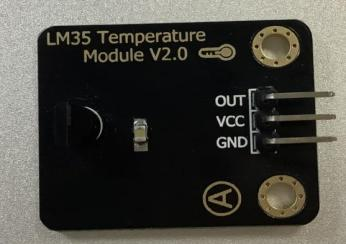 LM35 Temperature
Module V2.0
OUT
VCC
GND
A